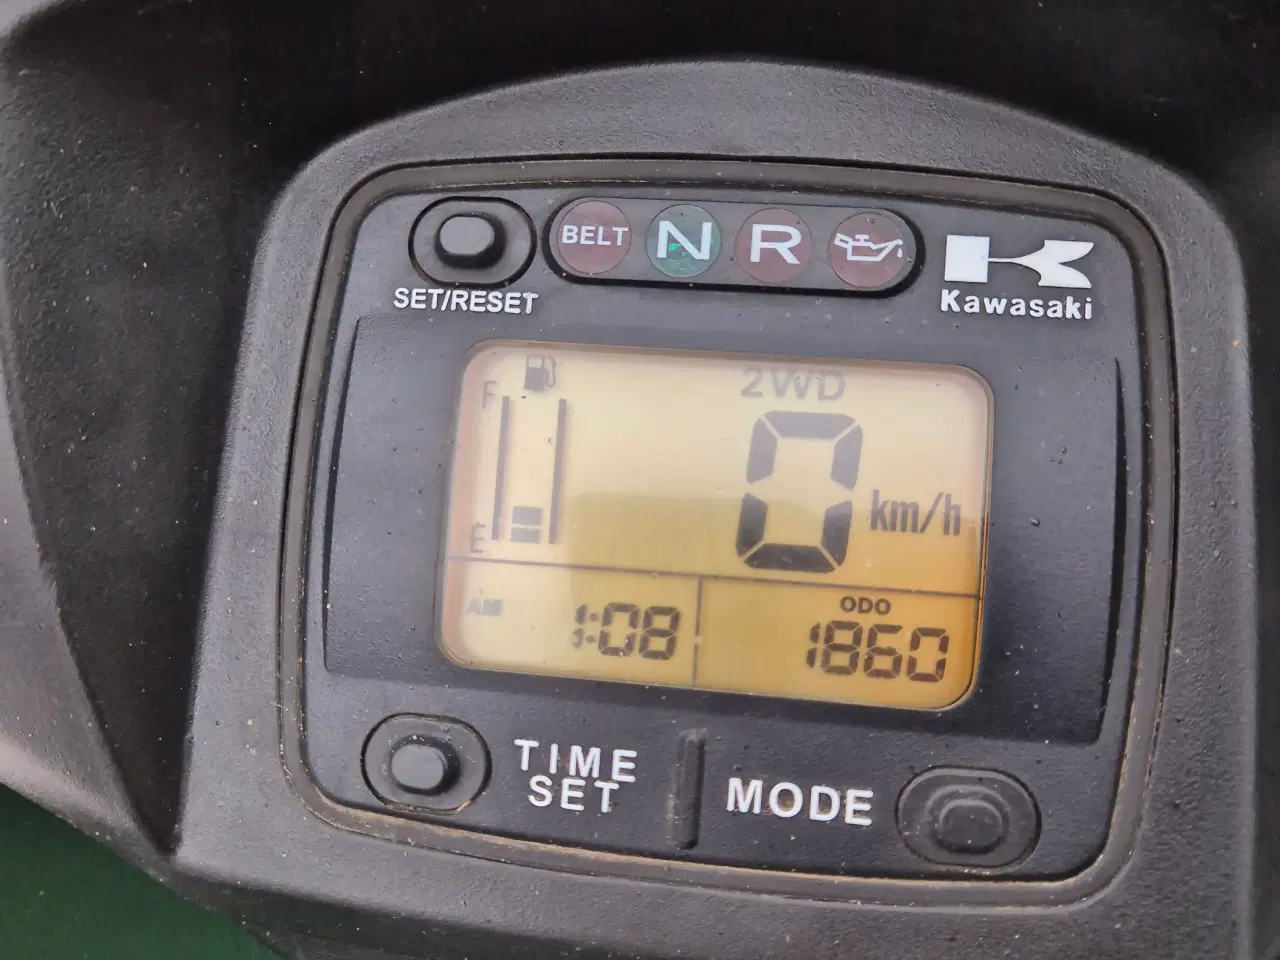 BELT N R
SET/RESET
Kawasaki
F
2WD
0 km/h
E
AM 1:08
ODO
1860
TIME
SET
MODE